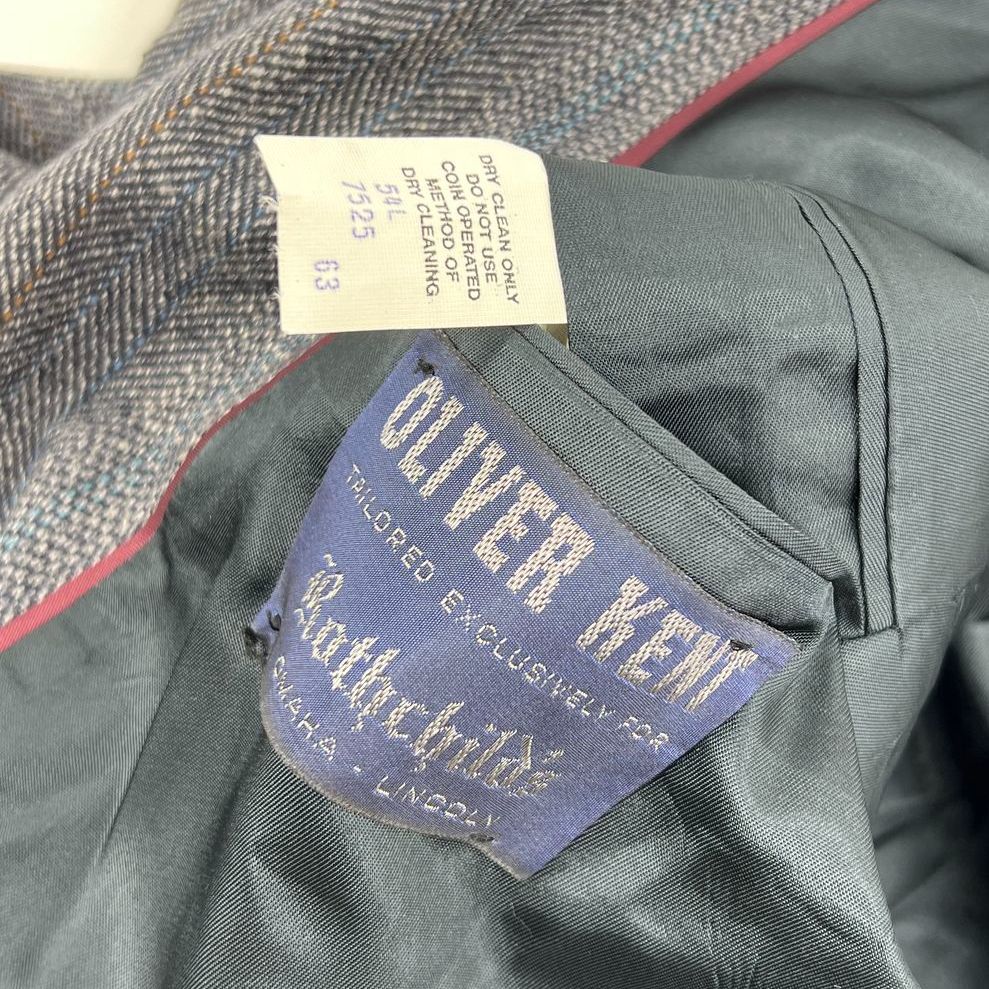 DRY CLEAN ONLY
DO NOT USE
COIN OPERATED
METHOD OF
DRY CLEANING
54L
7525 63
OLIVER KENT
TAILORED EXCLUSIVELY FOR
Rathchild's
OMAHA - LINCOLN